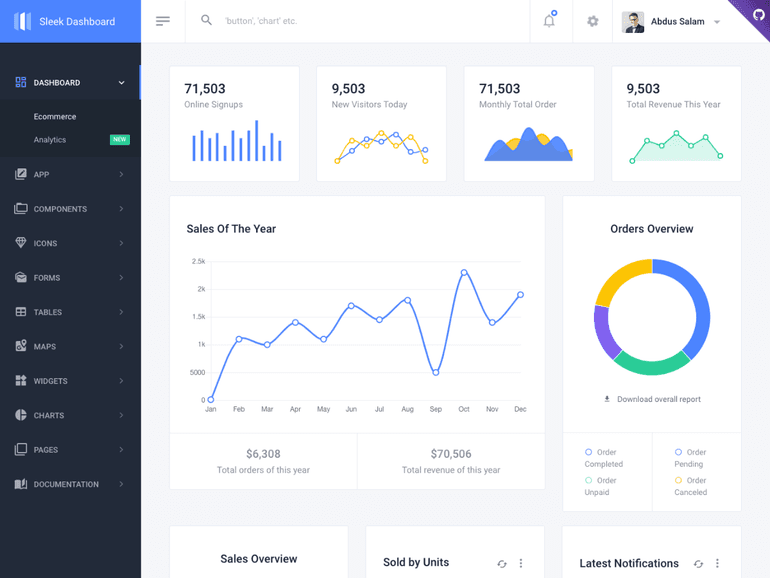 Sleek Dashboard
'button', 'chart' etc.
Abdus Salam
DASHBOARD
Ecommerce
Analytics
NEW
APP
COMPONENTS
ICONS
FORMS
TABLES
MAPS
WIDGETS
CHARTS
PAGES
DOCUMENTATION
71,503
Online Signups
9,503
New Visitors Today
71,503
Monthly Total Order
9,503
Total Revenue This Year
Sales Of The Year
2.5k
2k
1.5k
1k
5000
0
Jan Feb Mar Apr May Jun Jul Aug Sep Oct Nov Dec
$6,308
Total orders of this year
$70,506
Total revenue of this year
Orders Overview
Download overall report
Order
Completed
Order
Pending
Order
Unpaid
Order
Canceled
Sales Overview
Sold by Units
Latest Notifications